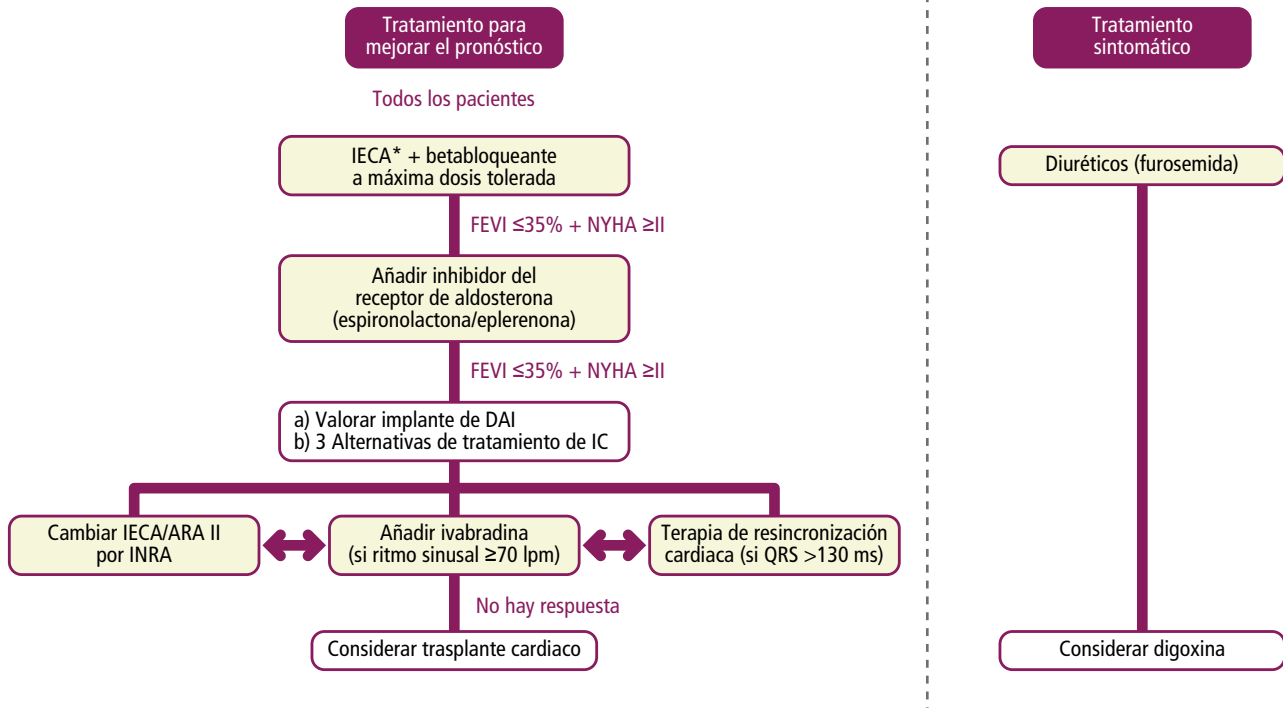 Tratamiento para
mejorar el pronóstico
Todos los pacientes
IECA* + betabloqueante
a máxima dosis tolerada
FEVI ≤35% + NYHA ≥II
Añadir inhibidor del
receptor de aldosterona
(espironolactona/eplerenona)
FEVI ≤35% + NYHA ≥II
a) Valorar implante de DAI
b) 3 Alternativas de tratamiento de IC
Cambiar IECA/ARA II
por INRA
Añadir ivabradina
(si ritmo sinusal ≥70 lpm)
Terapia de resincronización
cardiaca (si QRS >130 ms)
No hay respuesta
Considerar trasplante cardiaco
Tratamiento
sintomático
Diuréticos (furosemida)
Considerar digoxina